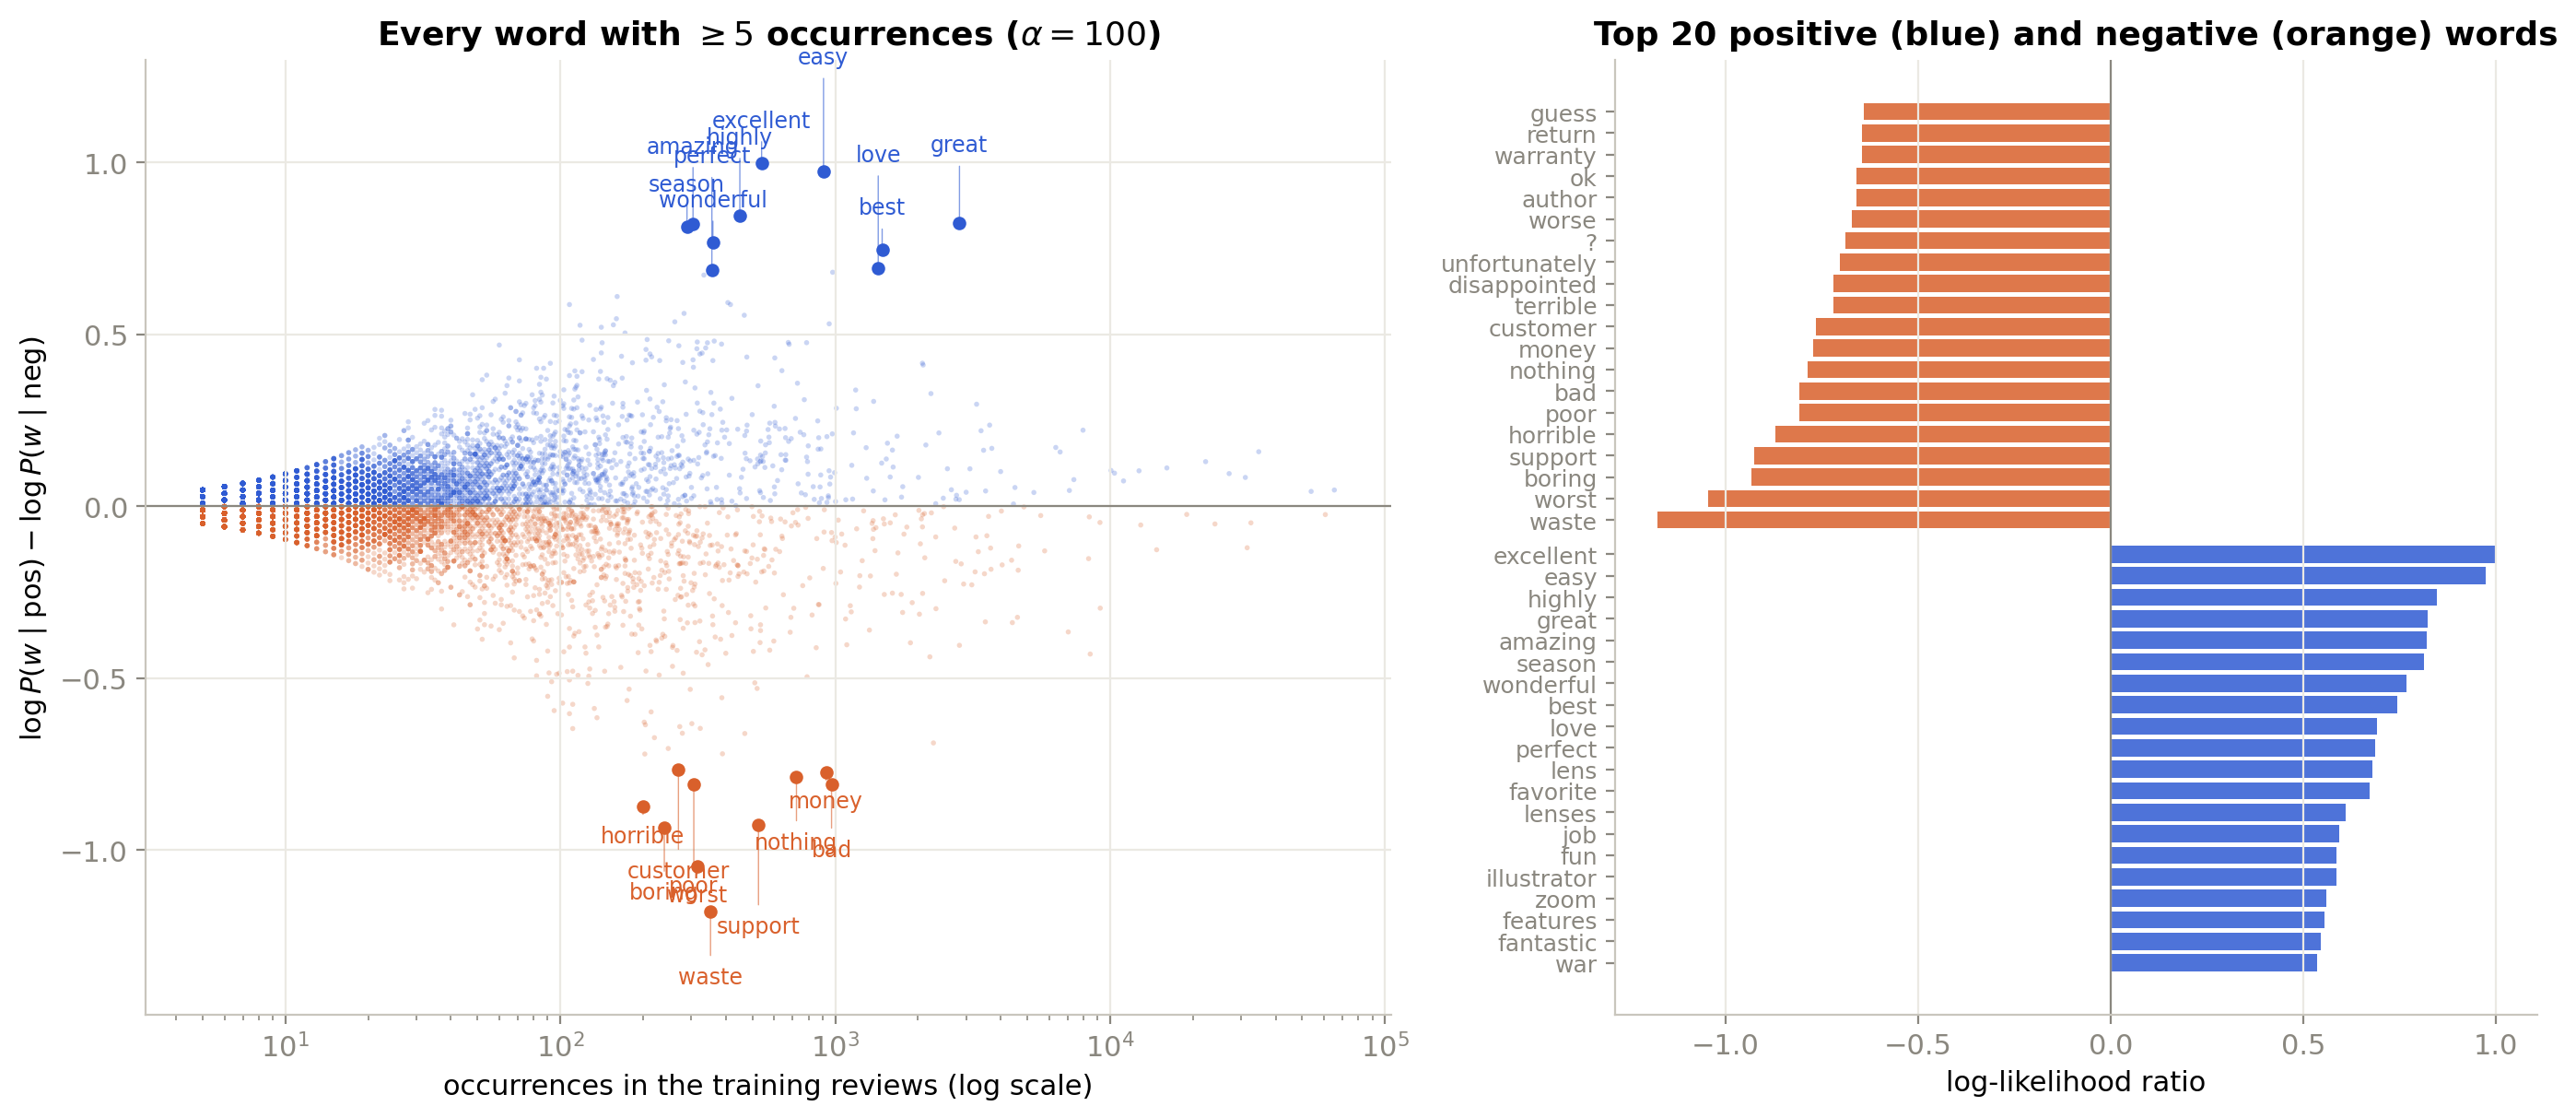 Every word with ≥5 occurrences (α = 100)
easy
excellent
highly
amazing
perfect
season
wonderful
love
great
best
horrible
customer
boring
poor
worst
waste
support
nothing
money
bad
log P(w | pos) − log P(w | neg)
1.0
0.5
0.0
−0.5
−1.0
10¹
10²
10³
10⁴
10⁵
occurrences in the training reviews (log scale)
Top 20 positive (blue) and negative (orange) words
guess
return
warranty
ok
author
worse
?
unfortunately
disappointed
terrible
customer
money
nothing
bad
poor
horrible
support
boring
worst
waste
excellent
easy
highly
great
amazing
season
wonderful
best
love
perfect
lens
favorite
lenses
job
fun
illustrator
zoom
features
fantastic
war
−1.0
−0.5
0.0
0.5
1.0
log-likelihood ratio